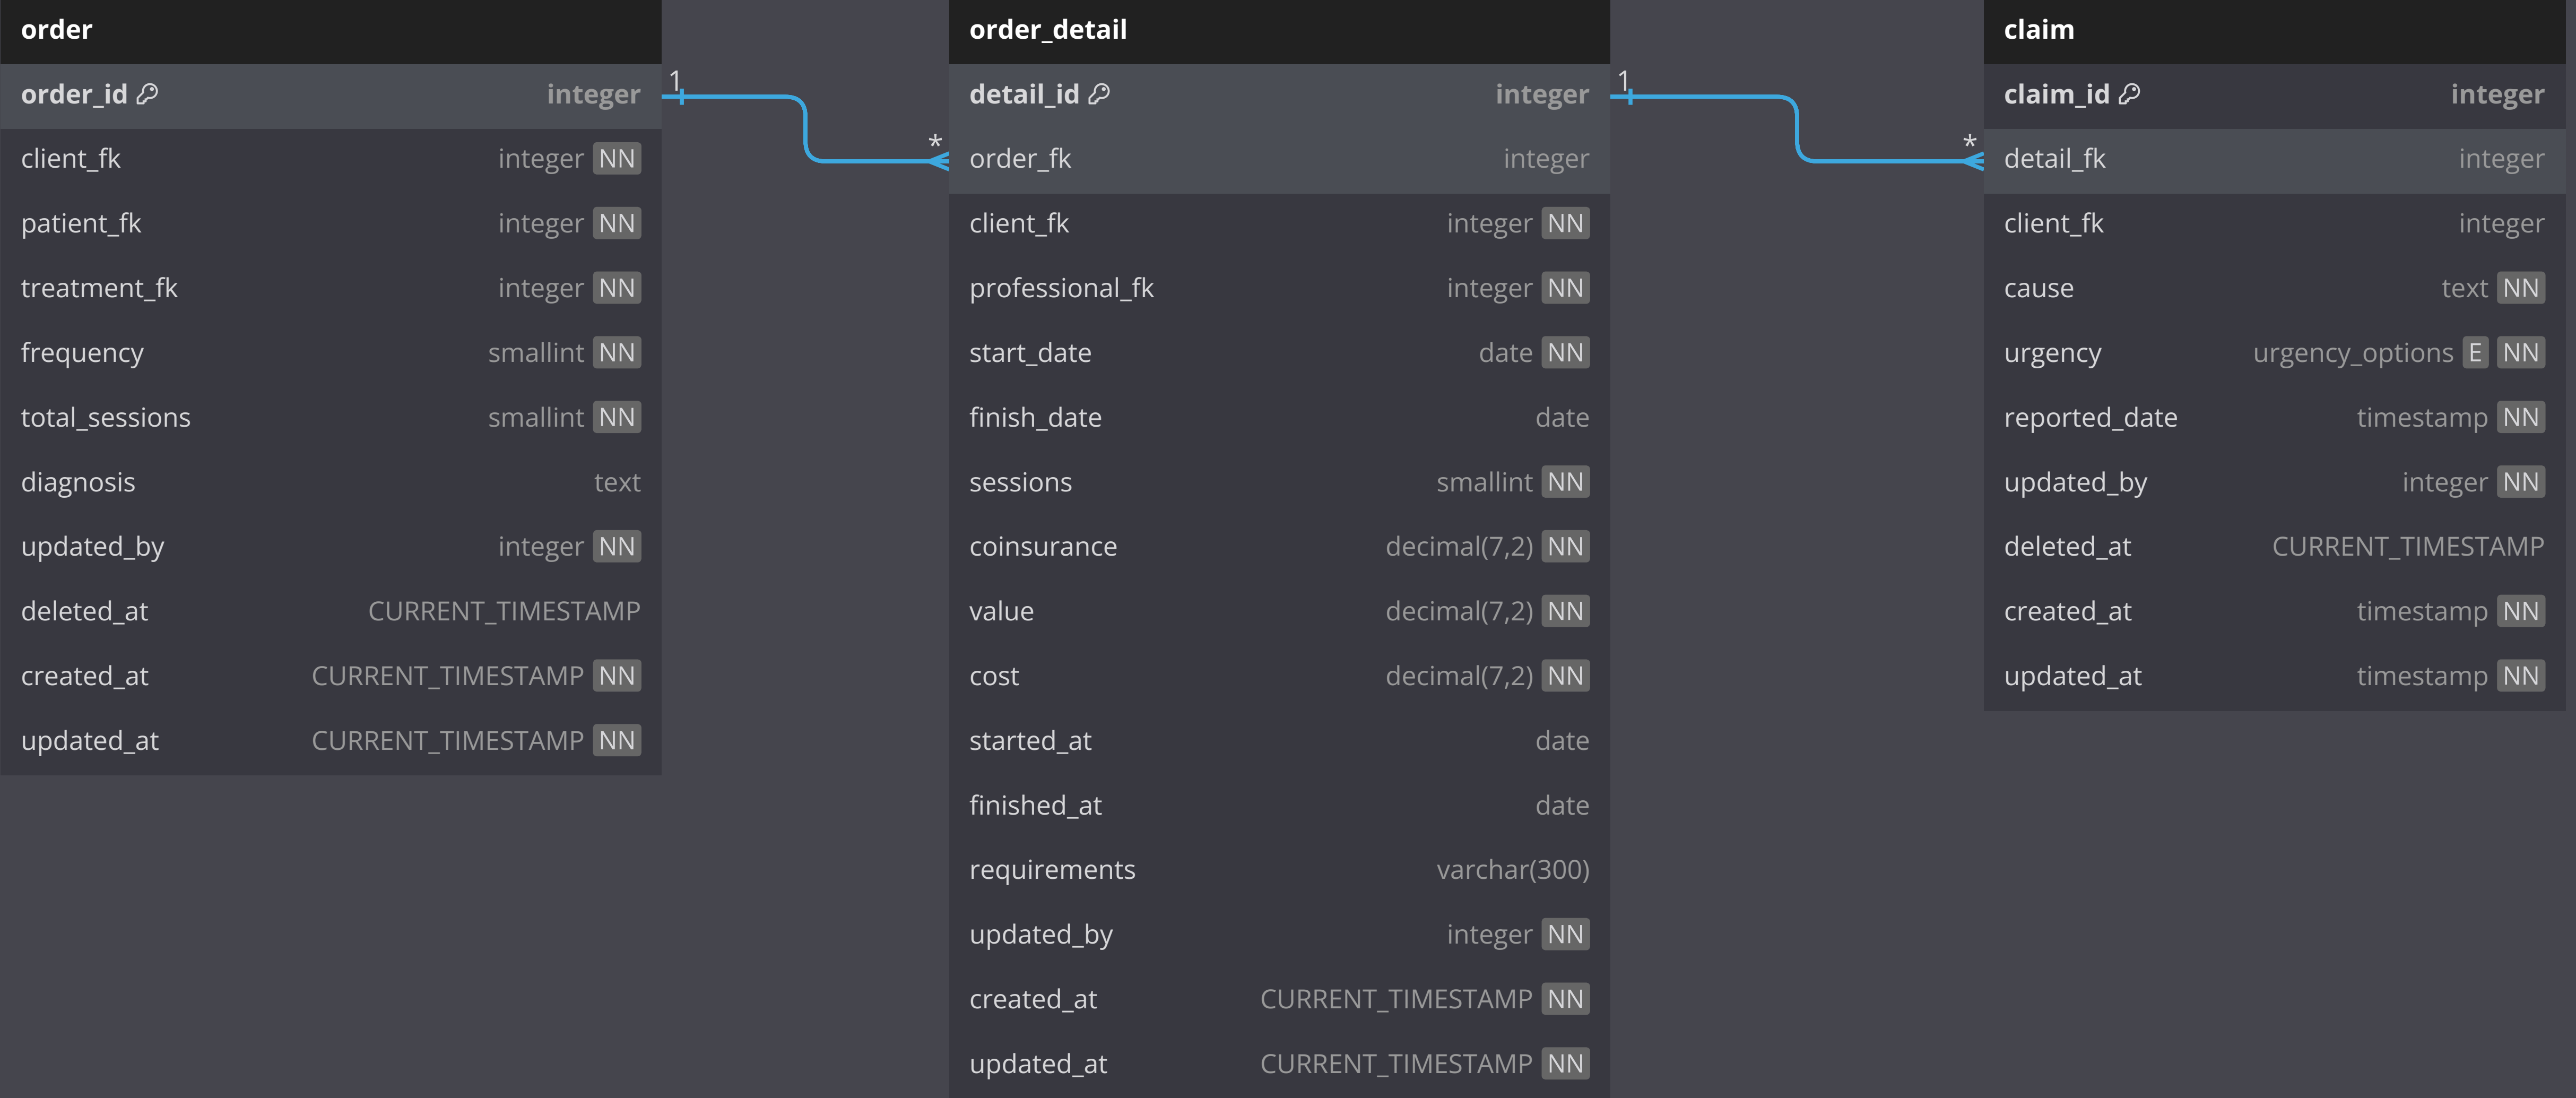 order
order_id integer
client_fk integer NN
patient_fk integer NN
treatment_fk integer NN
frequency smallint NN
total_sessions smallint NN
diagnosis text
updated_by integer NN
deleted_at CURRENT_TIMESTAMP
created_at CURRENT_TIMESTAMP NN
updated_at CURRENT_TIMESTAMP NN
1
*
order_detail
detail_id integer
order_fk integer
client_fk integer NN
professional_fk integer NN
start_date date NN
finish_date date
sessions smallint NN
coinsurance decimal(7,2) NN
value decimal(7,2) NN
cost decimal(7,2) NN
started_at date
finished_at date
requirements varchar(300)
updated_by integer NN
created_at CURRENT_TIMESTAMP NN
updated_at CURRENT_TIMESTAMP NN
1
*
claim
claim_id integer
detail_fk integer
client_fk integer
cause text NN
urgency urgency_options E NN
reported_date timestamp NN
updated_by integer NN
deleted_at CURRENT_TIMESTAMP
created_at timestamp NN
updated_at timestamp NN